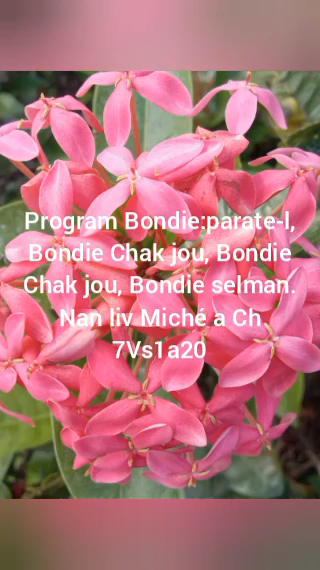 Program Bondie:parate-l,
Bondie Chak jou, Bondie
Chak jou, Bondie selman.
Nan liv Miché a Ch
7Vs1a20